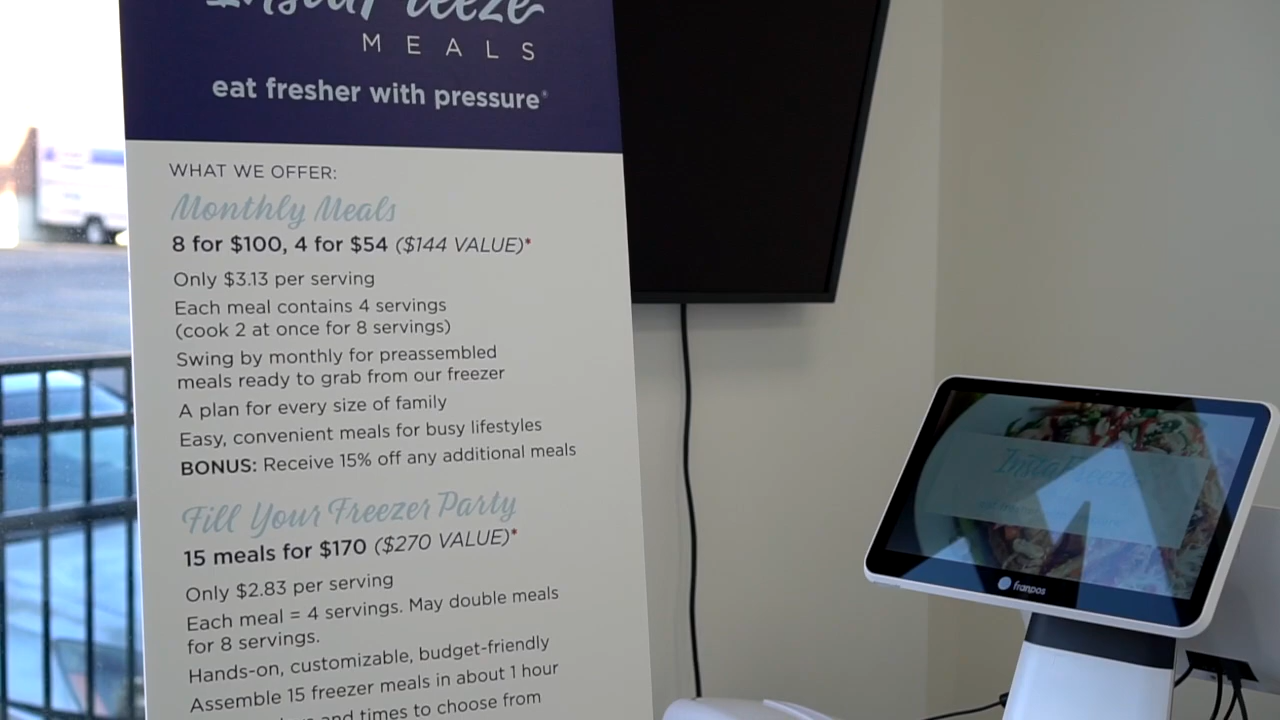 InstaFreeze
MEALS
eat fresher with pressure®
WHAT WE OFFER:
Monthly Meals
8 for $100, 4 for $54 ($144 VALUE)*
Only $3.13 per serving
Each meal contains 4 servings
(cook 2 at once for 8 servings)
Swing by monthly for preassembled
meals ready to grab from our freezer
A plan for every size of family
Easy, convenient meals for busy lifestyles
BONUS: Receive 15% off any additional meals
Fill Your Freezer Party
15 meals for $170 ($270 VALUE)*
Only $2.83 per serving
Each meal = 4 servings. May double meals
for 8 servings.
Hands-on, customizable, budget-friendly
Assemble 15 freezer meals in about 1 hour
and times to choose from
InstaFreeze
franpos